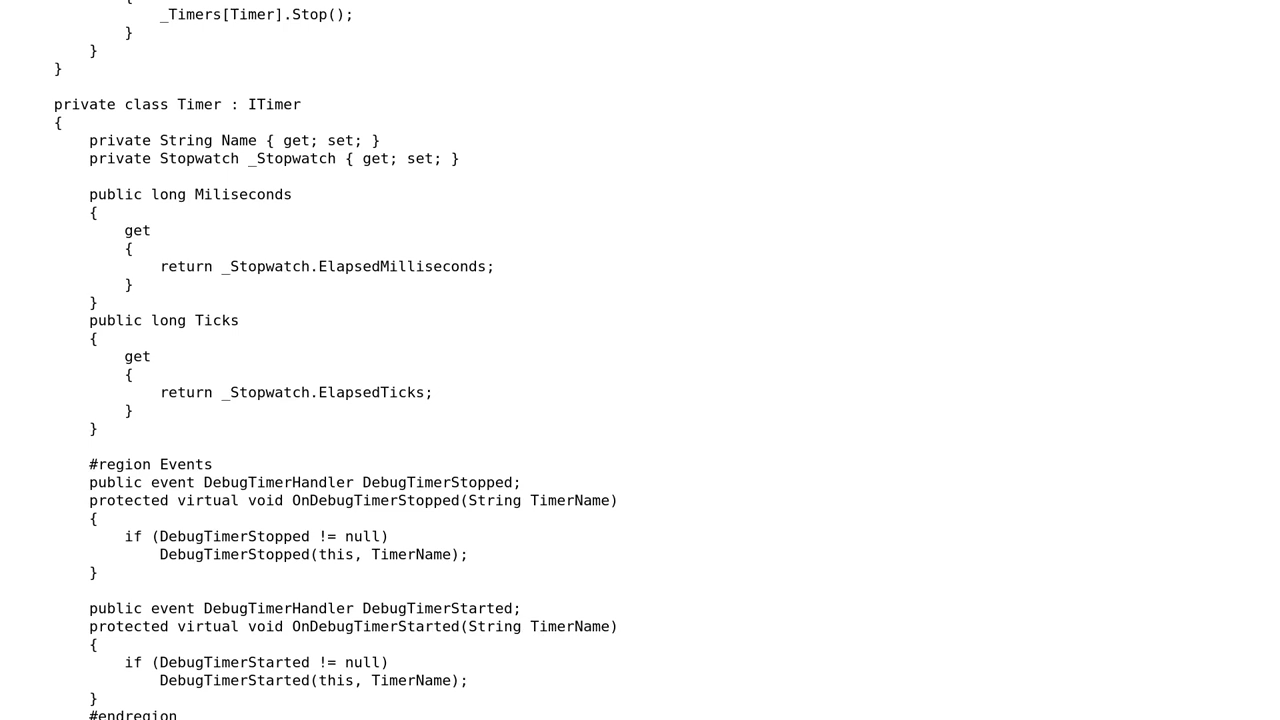 {
_Timers[Timer].Stop();
}
}
}
private class Timer : ITimer
{
private String Name { get; set; }
private Stopwatch _Stopwatch { get; set; }
public long Miliseconds
{
get
{
return _Stopwatch.ElapsedMilliseconds;
}
}
public long Ticks
{
get
{
return _Stopwatch.ElapsedTicks;
}
}
#region Events
public event DebugTimerHandler DebugTimerStopped;
protected virtual void OnDebugTimerStopped(String TimerName)
{
if (DebugTimerStopped != null)
DebugTimerStopped(this, TimerName);
}
public event DebugTimerHandler DebugTimerStarted;
protected virtual void OnDebugTimerStarted(String TimerName)
{
if (DebugTimerStarted != null)
DebugTimerStarted(this, TimerName);
}
#endregion